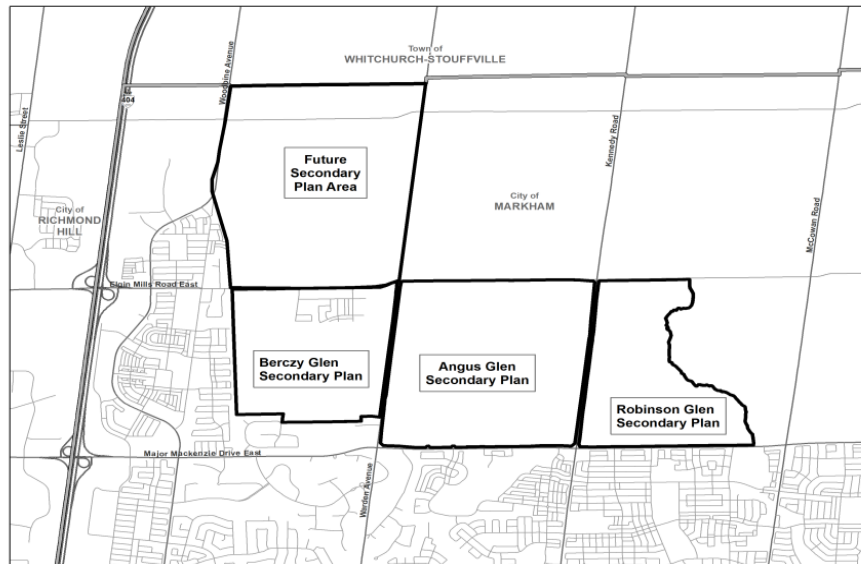 Town of
WHITCHURCH-STOUFFVILLE
Woodbine Avenue
404
Leslie Street
Future
Secondary
Plan Area
Kennedy Road
City of
MARKHAM
McCowan Road
City of
RICHMOND
HILL
Elgin Mills Road East
Berczy Glen
Secondary Plan
Angus Glen
Secondary Plan
Robinson Glen
Secondary Plan
Major Mackenzie Drive East
Warden Avenue